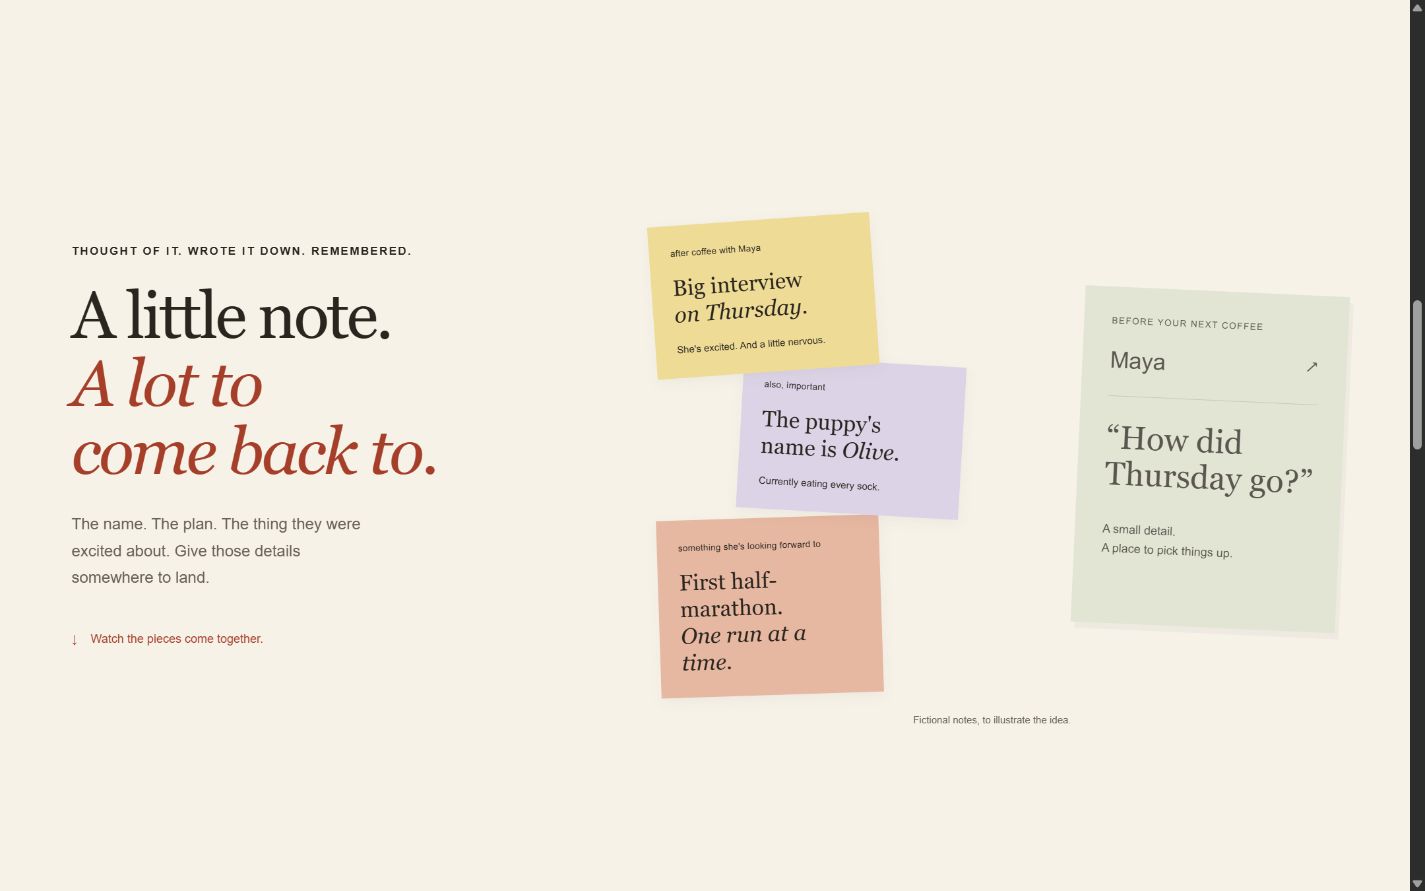 THOUGHT OF IT. WROTE IT DOWN. REMEMBERED.
A little note.
A lot to
come back to.
The name. The plan. The thing they were
excited about. Give those details
somewhere to land.
↓ Watch the pieces come together.
after coffee with Maya
Big interview
on Thursday.
She's excited. And a little nervous.
also, important
The puppy's
name is Olive.
Currently eating every sock.
something she's looking forward to
First half-
marathon.
One run at a
time.
BEFORE YOUR NEXT COFFEE
Maya ↗
“How did
Thursday go?”
A small detail.
A place to pick things up.
Fictional notes, to illustrate the idea.